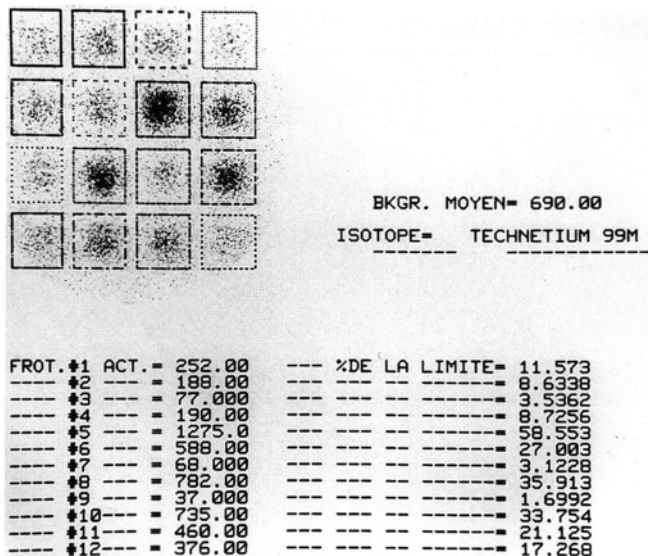 BKGR. MOYEN= 690.00
ISOTOPE= TECHNETIUM 99M
FROT.#1 ACT.= 252.00 --- %DE LA LIMITE= 11.573
---- #2 --- = 188.00 --- --- -- ------= 8.6338
---- #3 --- = 77.000 --- --- -- ------= 3.5362
---- #4 --- = 190.00 --- --- -- ------= 8.7256
---- #5 --- = 1275.0 --- --- -- ------= 58.553
---- #6 --- = 588.00 --- --- -- ------= 27.003
---- #7 --- = 68.000 --- --- -- ------= 3.1228
---- #8 --- = 782.00 --- --- -- ------= 35.913
---- #9 --- = 37.000 --- --- -- ------= 1.6992
---- #10--- = 735.00 --- --- -- ------= 33.754
---- #11--- = 460.00 --- --- -- ------= 21.125
---- #12--- = 376.00 --- --- -- ------= 17.268